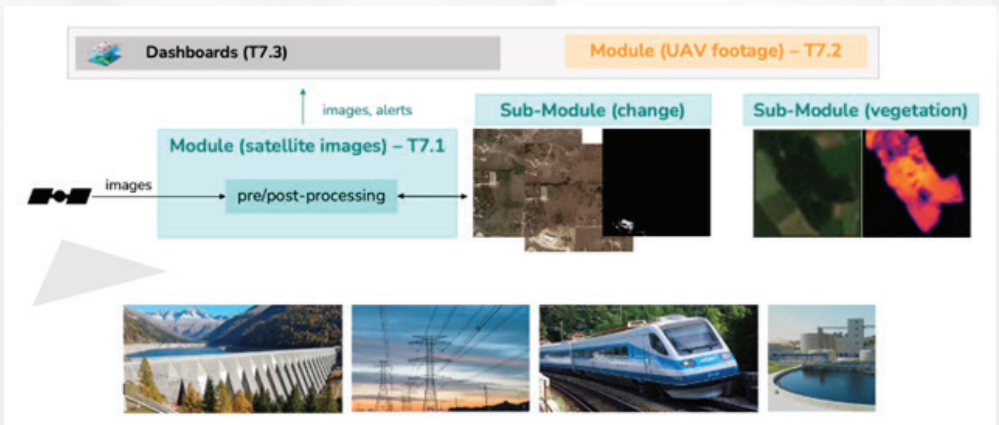 Dashboards (T7.3)
Module (UAV footage) – T7.2
images, alerts
Sub-Module (change)
Sub-Module (vegetation)
Module (satellite images) – T7.1
images
pre/post-processing